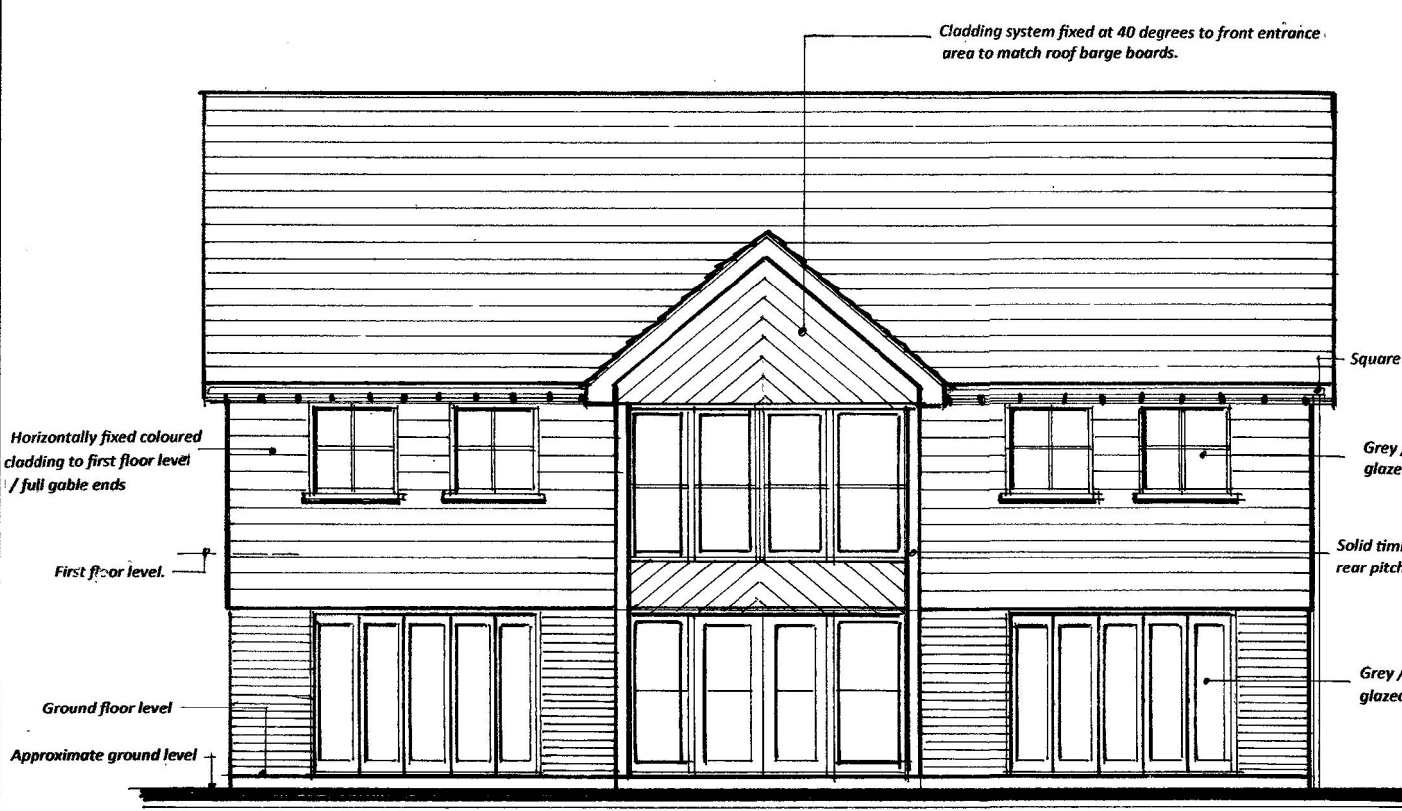 Cladding system fixed at 40 degrees to front entrance
area to match roof barge boards.
Square
Horizontally fixed coloured
cladding to first floor level
/ full gable ends
Grey /
glaze
First floor level.
Solid tim
rear pitch
Ground floor level
Grey /
glazed
Approximate ground level